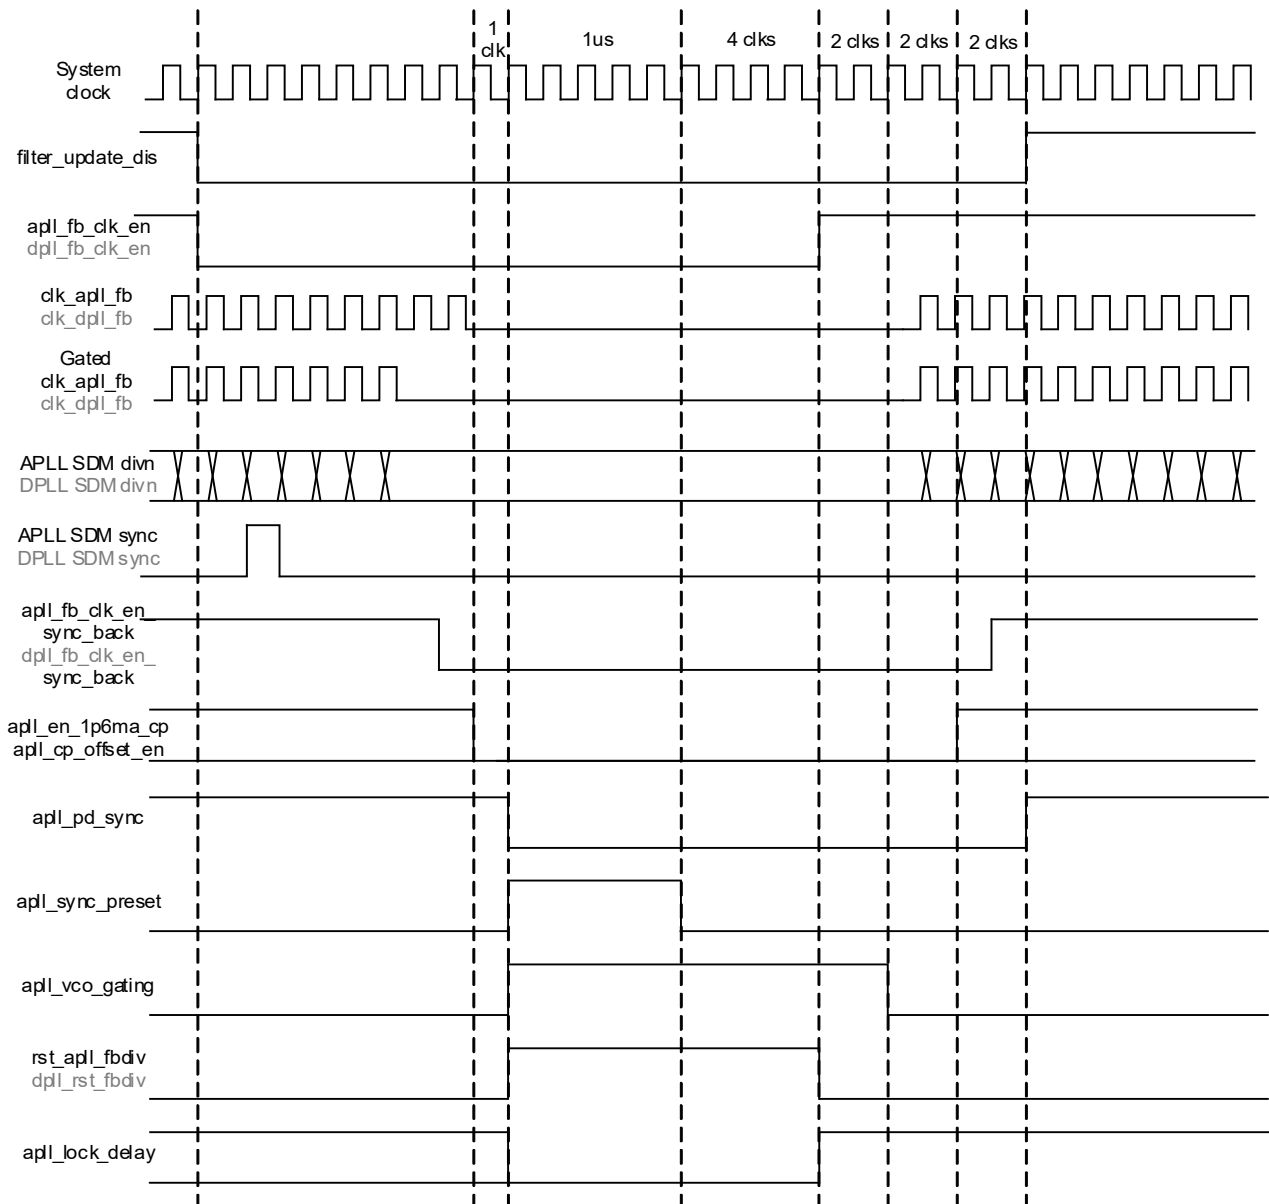 1
clk
1us
4 clks
2 clks
2 clks
2 clks
System
clock
filter_update_dis
apll_fb_clk_en
dpll_fb_clk_en
clk_apll_fb
clk_dpll_fb
Gated
clk_apll_fb
clk_dpll_fb
APLL SDM divn
DPLL SDM divn
APLL SDM sync
DPLL SDM sync
apll_fb_clk_en_
sync_back
dpll_fb_clk_en_
sync_back
apll_en_1p6ma_cp
apll_cp_offset_en
apll_pd_sync
apll_sync_preset
apll_vco_gating
rst_apll_fbdiv
dpll_rst_fbdiv
apll_lock_delay